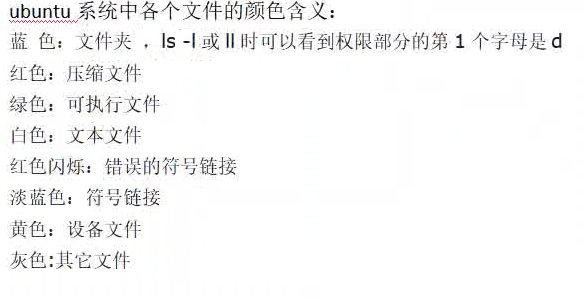 ubuntu 系统中各个文件的颜色含义：
蓝 色：文件夹 ，ls -l 或 ll 时可以看到权限部分的第 1 个字母是 d
红色：压缩文件
绿色：可执行文件
白色：文本文件
红色闪烁：错误的符号链接
淡蓝色：符号链接
黄色：设备文件
灰色:其它文件